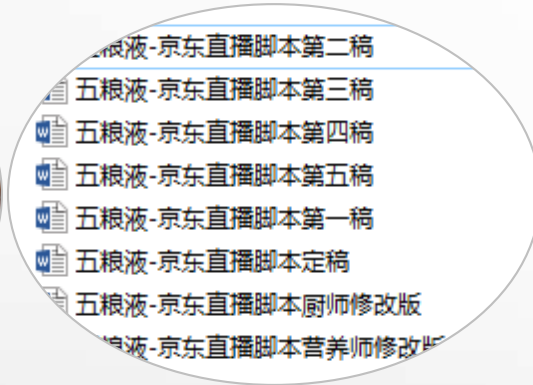 五粮液-京东直播脚本第二稿
五粮液-京东直播脚本第三稿
五粮液-京东直播脚本第四稿
五粮液-京东直播脚本第五稿
五粮液-京东直播脚本第一稿
五粮液-京东直播脚本定稿
五粮液-京东直播脚本厨师修改版
粮液-京东直播脚本营养师修改版